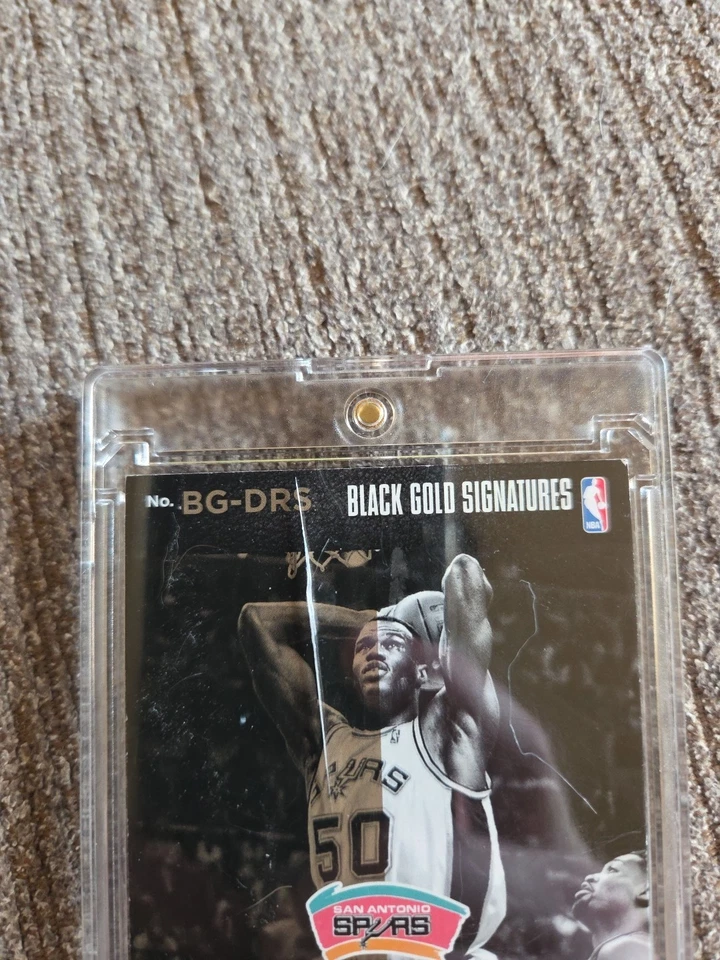 No. BG-DRS BLACK GOLD SIGNATURES
NBA
SPURS
50
SAN ANTONIO
SPURS